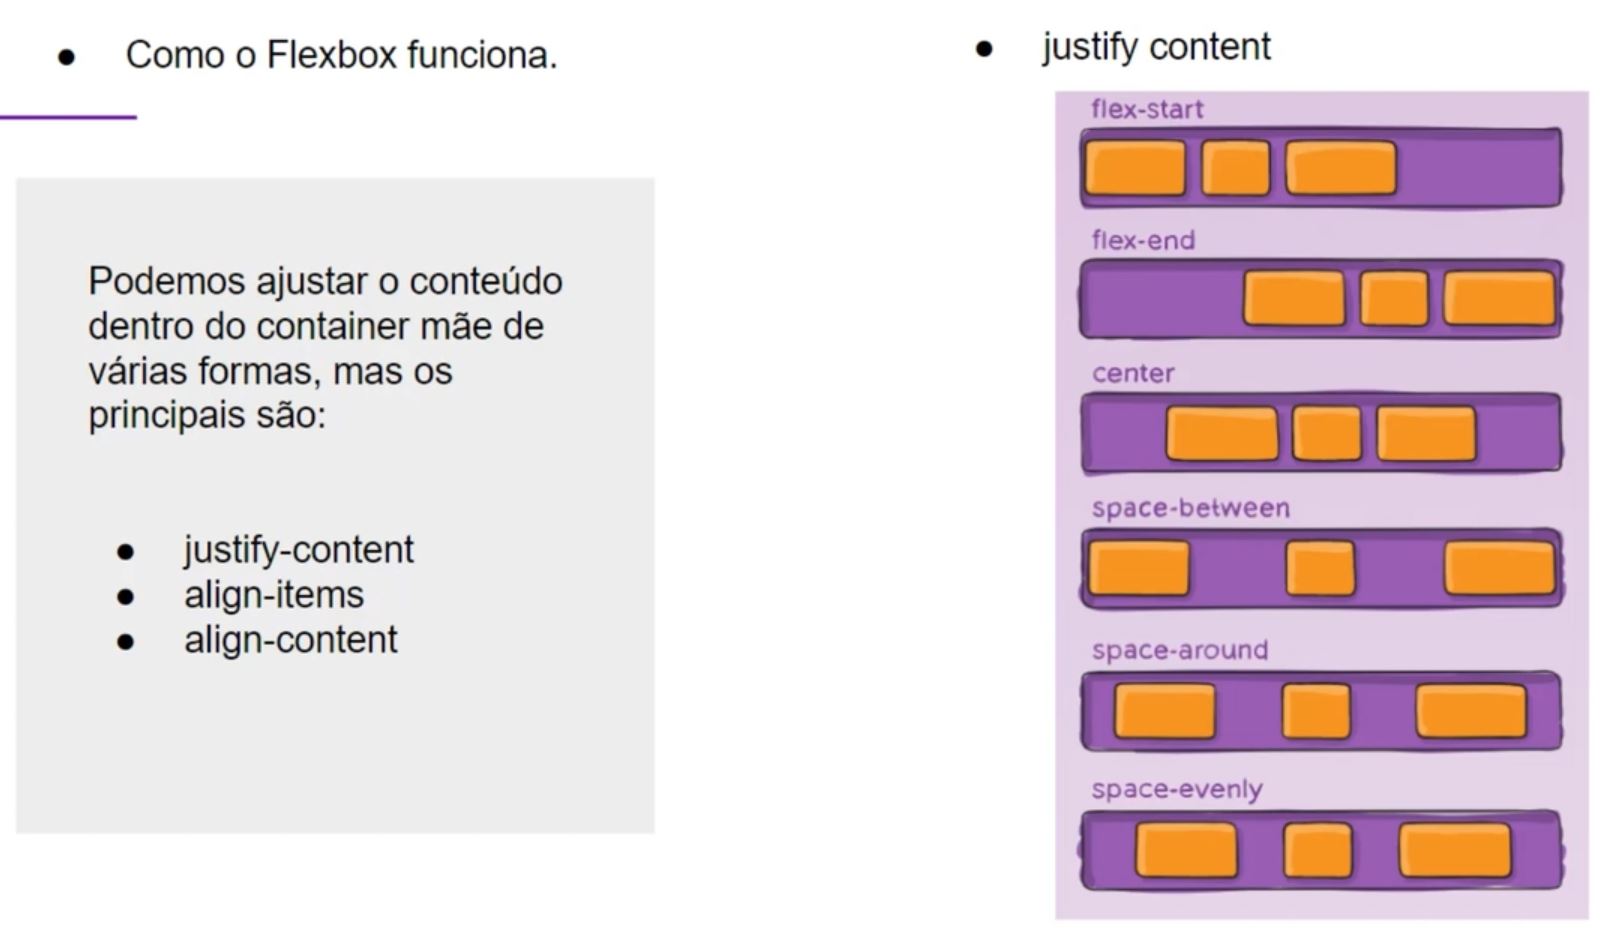 ● Como o Flexbox funciona.
Podemos ajustar o conteúdo
dentro do container mãe de
várias formas, mas os
principais são:
● justify-content
● align-items
● align-content
● justify content
flex-start
flex-end
center
space-between
space-around
space-evenly